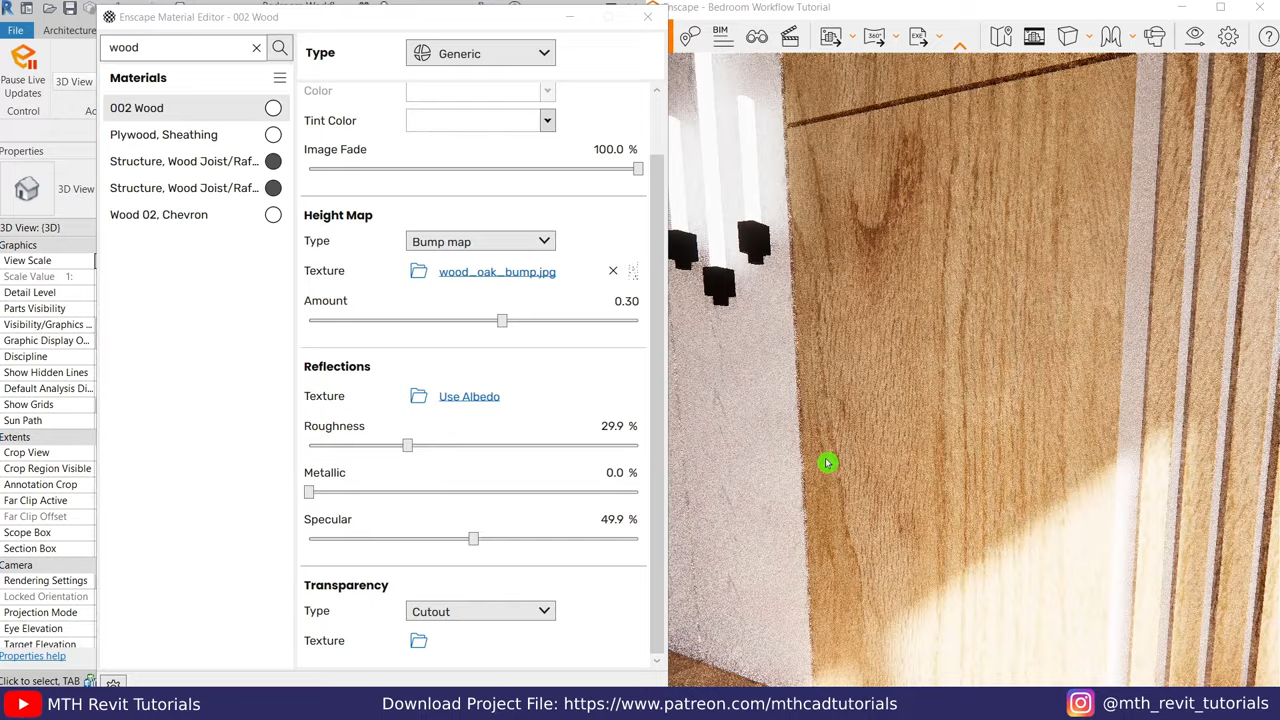 Enscape Material Editor - 002 Wood
nscape - Bedroom Workflow Tutorial
File
Architecture
BIM
360°
EXE
Pause Live
Updates
Control
3D View
Properties
3D View
3D View: {3D}
Graphics
View Scale
Scale Value 1:
Detail Level
Parts Visibility
Visibility/Graphics ...
Graphic Display O...
Discipline
Show Hidden Lines
Default Analysis Di...
Show Grids
Sun Path
Extents
Crop View
Crop Region Visible
Annotation Crop
Far Clip Active
Far Clip Offset
Scope Box
Section Box
Camera
Rendering Settings
Locked Orientation
Projection Mode
Eye Elevation
Target Elevation
Properties help
Click to select, TAB
wood
Materials
002 Wood
Plywood, Sheathing
Structure, Wood Joist/Raf...
Structure, Wood Joist/Raf...
Wood 02, Chevron
Type
Generic
Color
Tint Color
Image Fade
100.0 %
Height Map
Type
Bump map
Texture
wood_oak_bump.jpg
Amount
0.30
Reflections
Texture
Use Albedo
Roughness
29.9 %
Metallic
0.0 %
Specular
49.9 %
Transparency
Type
Cutout
Texture
MTH Revit Tutorials
Download Project File: https://www.patreon.com/mthcadtutorials
@mth_revit_tutorials